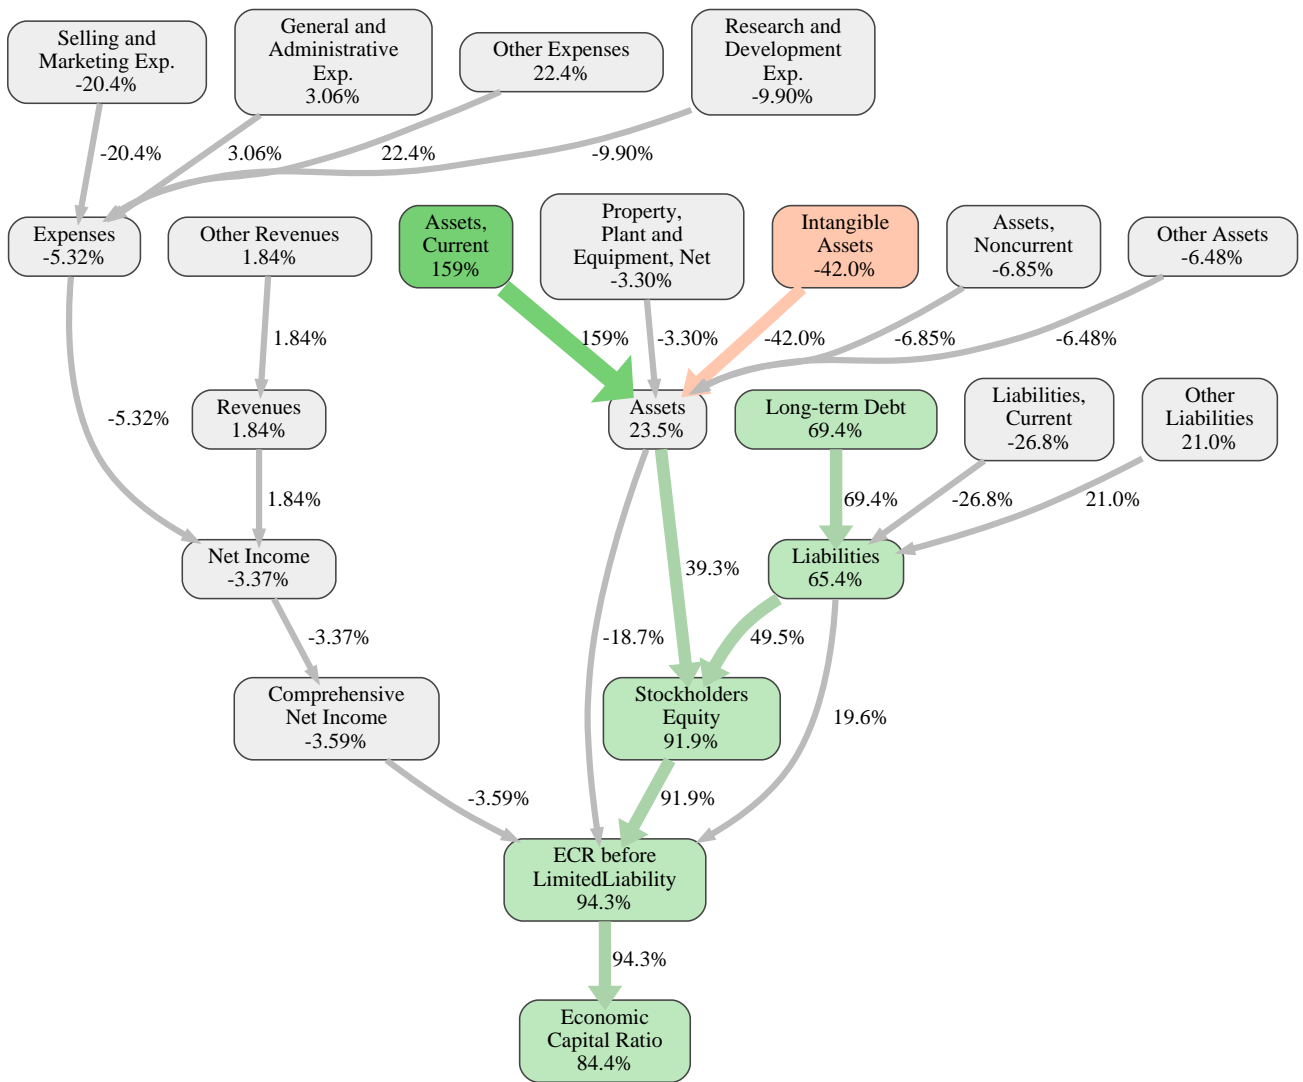 Selling and
Marketing Exp.
-20.4%
General and
Administrative
Exp.
3.06%
Other Expenses
22.4%
Research and
Development
Exp.
-9.90%
-20.4%
3.06%
22.4%
-9.90%
Expenses
-5.32%
Other Revenues
1.84%
Assets,
Current
159%
Property,
Plant and
Equipment, Net
-3.30%
Intangible
Assets
-42.0%
Assets,
Noncurrent
-6.85%
Other Assets
-6.48%
1.84%
159%
-3.30%
-42.0%
-6.85%
-6.48%
-5.32%
Revenues
1.84%
Assets
23.5%
Long-term Debt
69.4%
Liabilities,
Current
-26.8%
Other
Liabilities
21.0%
1.84%
69.4%
-26.8%
21.0%
Net Income
-3.37%
39.3%
Liabilities
65.4%
-3.37%
-18.7%
49.5%
Comprehensive
Net Income
-3.59%
Stockholders
Equity
91.9%
19.6%
-3.59%
91.9%
ECR before
LimitedLiability
94.3%
94.3%
Economic
Capital Ratio
84.4%